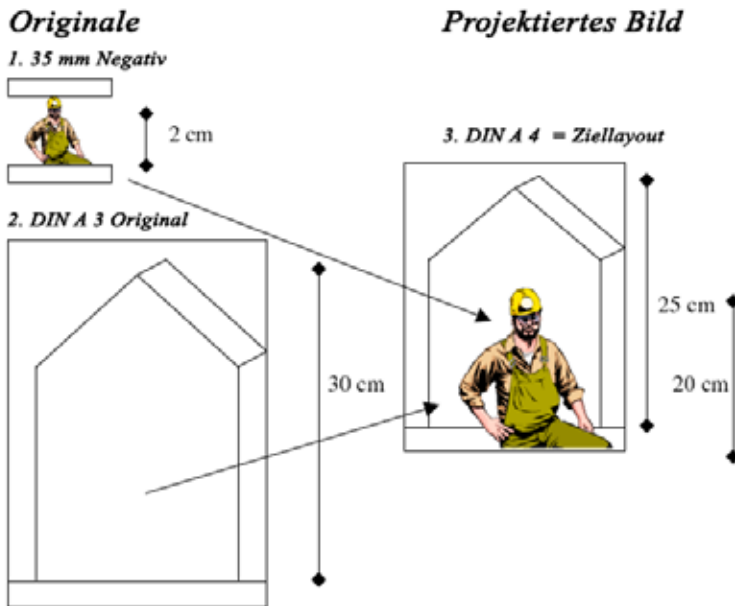 Originale
Projektiertes Bild
1. 35 mm Negativ
2 cm
3. DIN A 4 = Ziellayout
2. DIN A 3 Original
30 cm
25 cm
20 cm